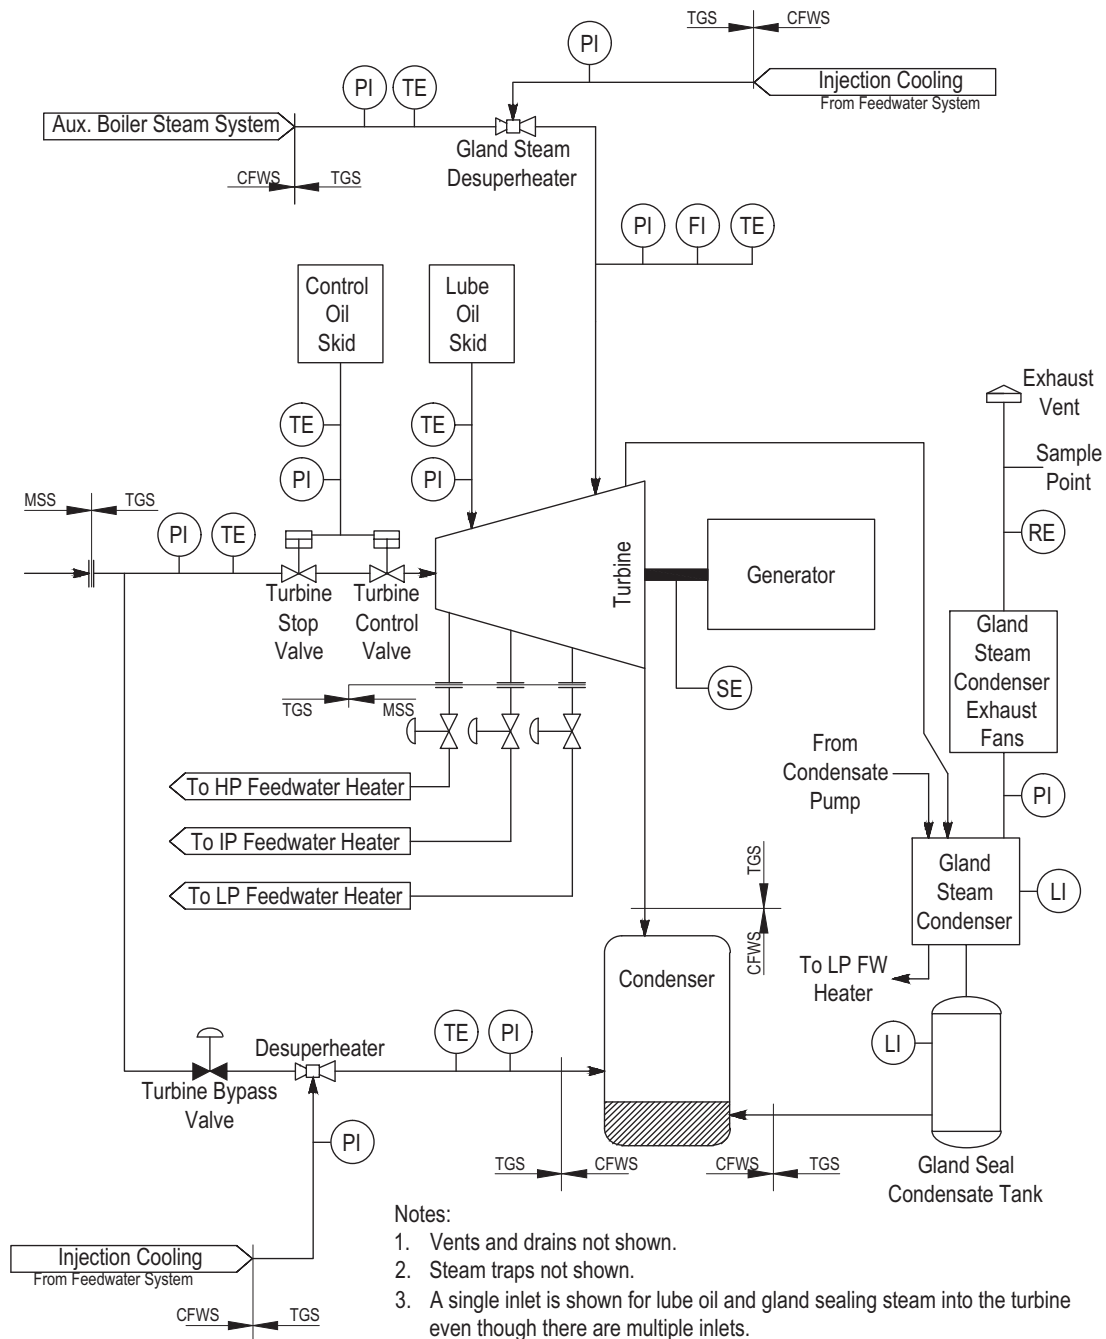 TGS
CFWS
PI
Injection Cooling
From Feedwater System
PI
TE
Aux. Boiler Steam System
Gland Steam
Desuperheater
CFWS
TGS
PI
FI
TE
Control
Oil
Skid
Lube
Oil
Skid
Exhaust
Vent
TE
TE
Sample
Point
PI
PI
MSS
TGS
PI
TE
RE
Turbine
Stop
Valve
Turbine
Control
Valve
Turbine
Generator
Gland
Steam
Condenser
Exhaust
Fans
SE
TGS
MSS
From
Condensate
Pump
To HP Feedwater Heater
PI
To IP Feedwater Heater
TGS
CFWS
Gland
Steam
Condenser
LI
To LP Feedwater Heater
Condenser
To LP FW
Heater
TE
PI
LI
Desuperheater
Turbine Bypass
Valve
PI
TGS
CFWS
CFWS
TGS
Gland Seal
Condensate Tank
Injection Cooling
From Feedwater System
CFWS
TGS
Notes:
1. Vents and drains not shown.
2. Steam traps not shown.
3. A single inlet is shown for lube oil and gland sealing steam into the turbine
even though there are multiple inlets.